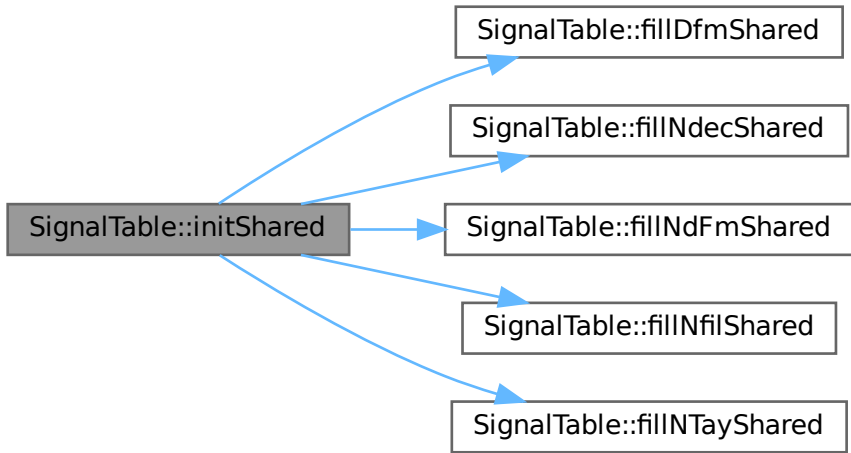 SignalTable::fillDfmShared
SignalTable::fillNdecShared
SignalTable::initShared
SignalTable::fillNdFmShared
SignalTable::fillNfilShared
SignalTable::fillNTayShared